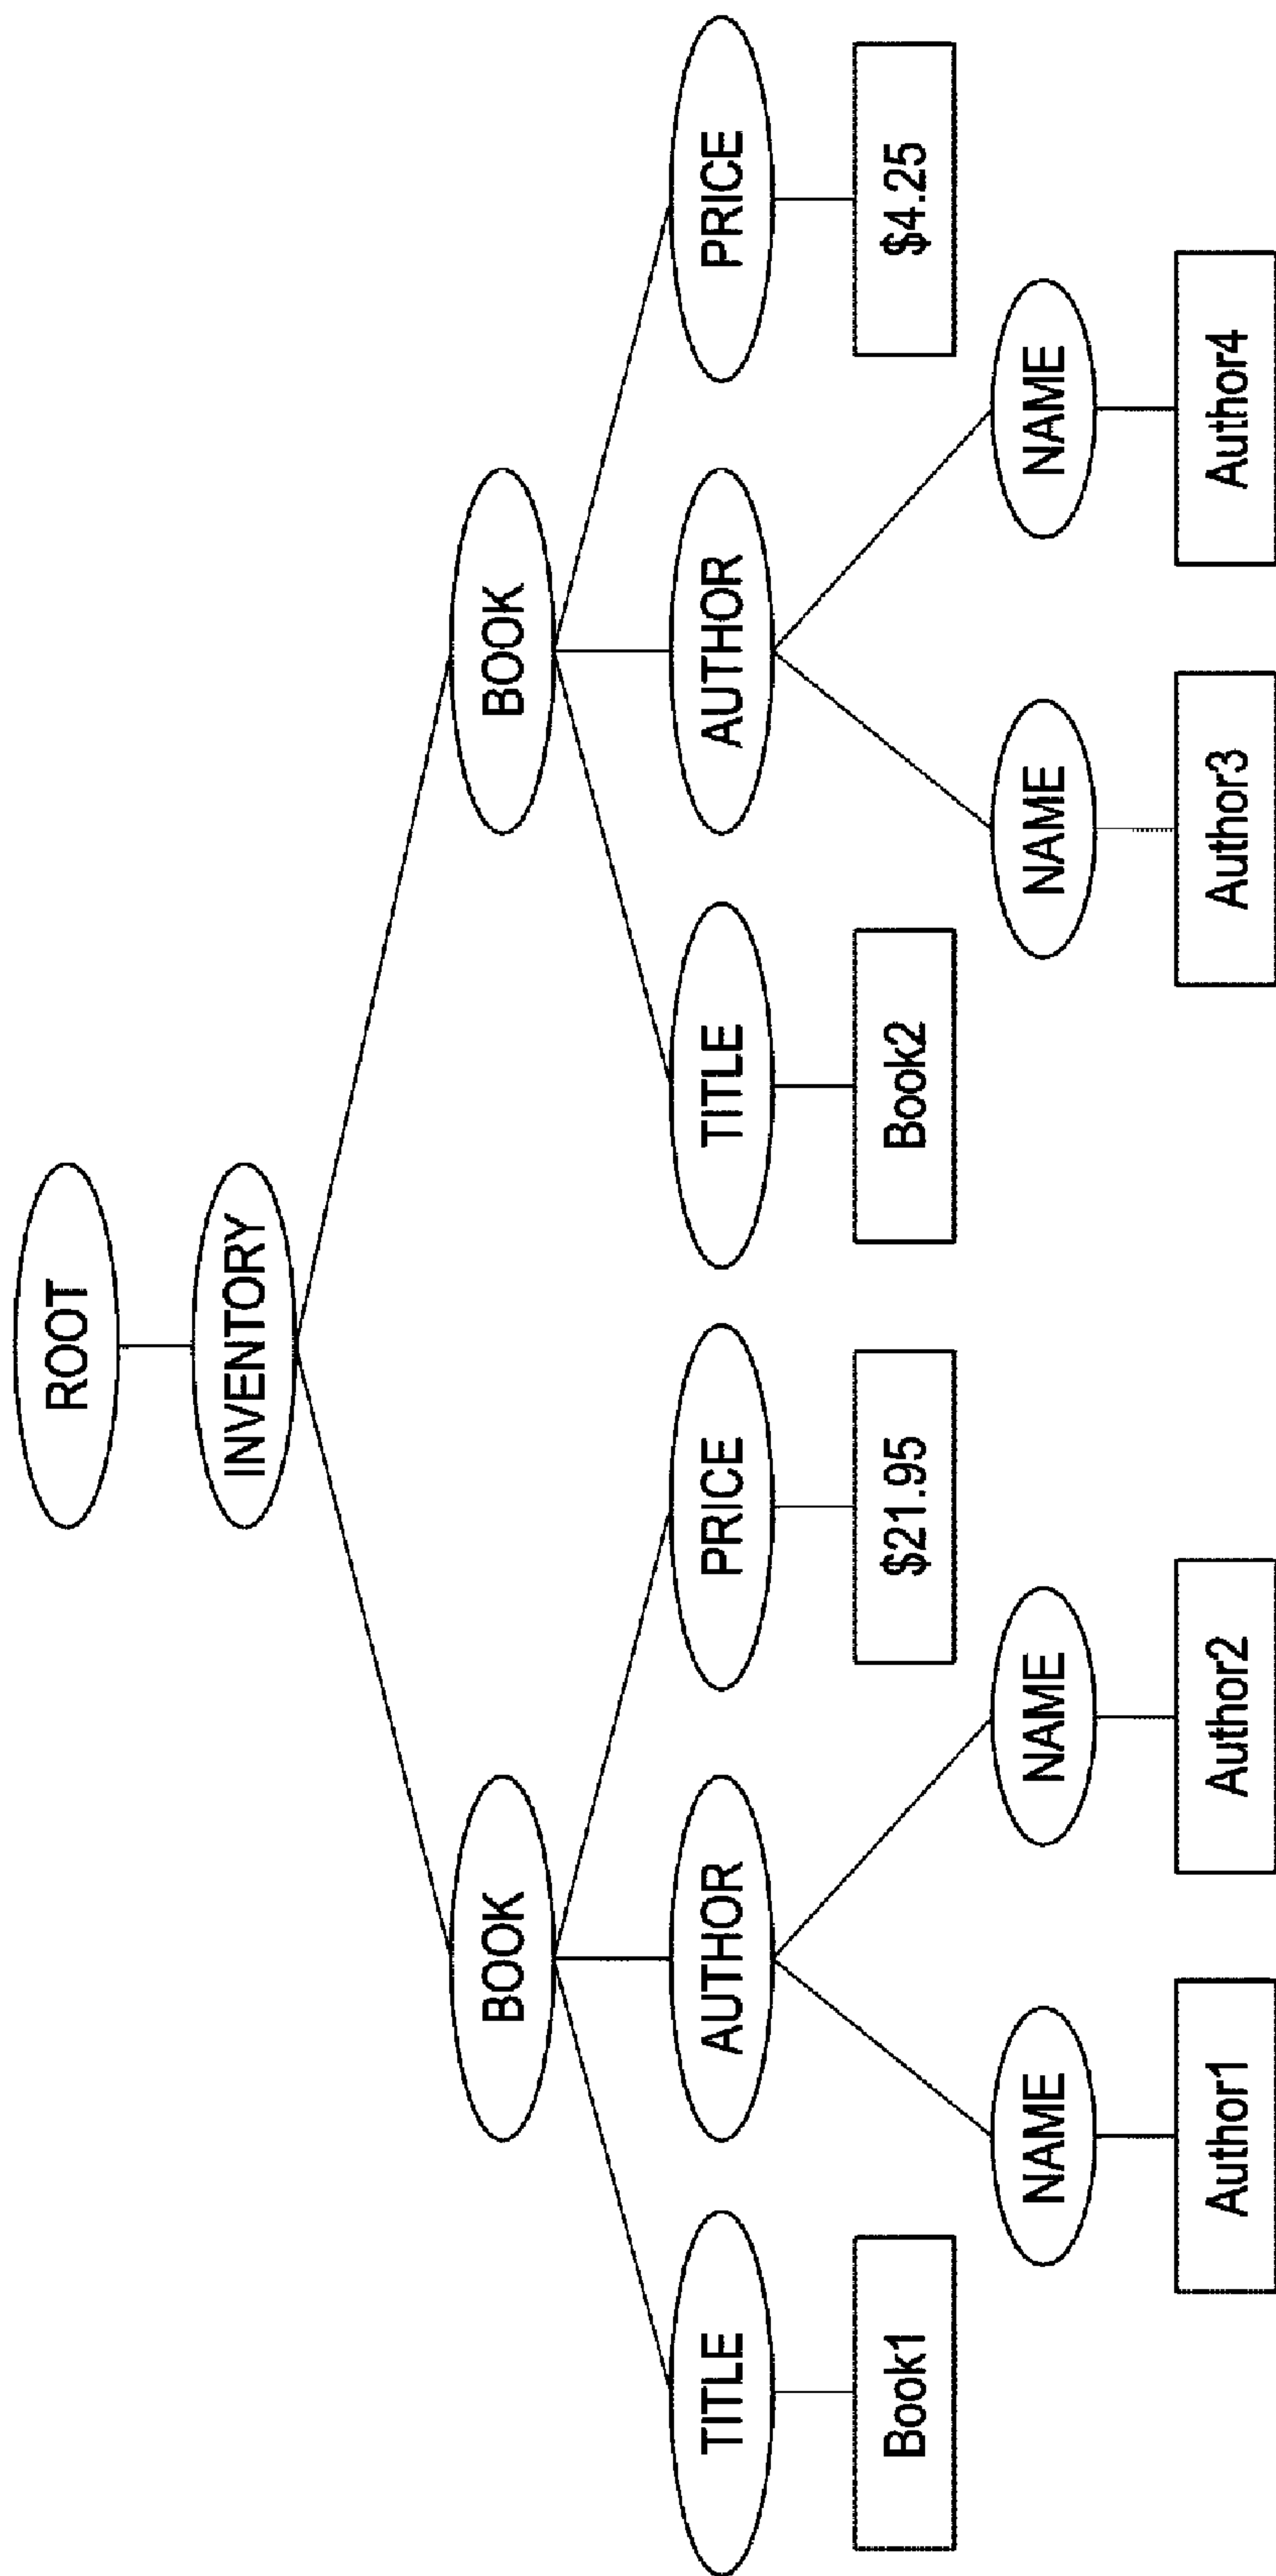 ROOT
INVENTORY
BOOK
BOOK
TITLE
AUTHOR
PRICE
TITLE
AUTHOR
PRICE
Book1
$21.95
Book2
$4.25
NAME
NAME
NAME
NAME
Author1
Author2
Author3
Author4